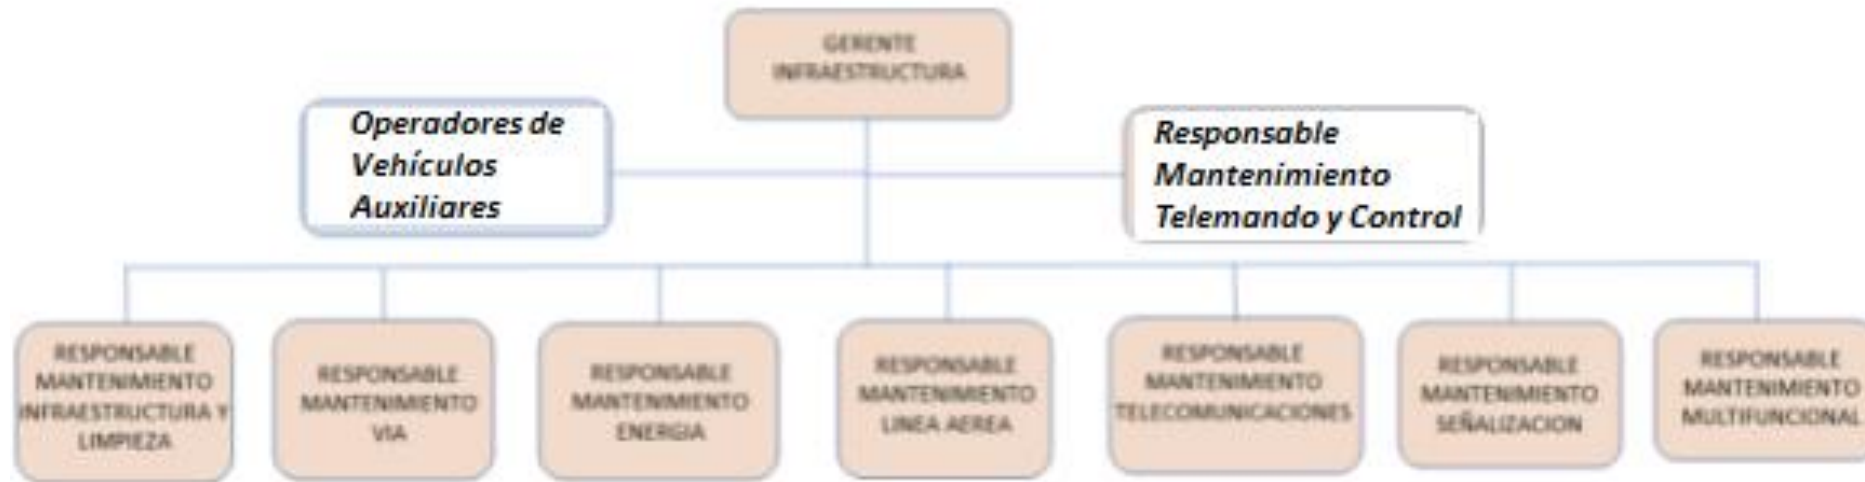 GERENTE
INFRAESTRUCTURA
Operadores de
Vehículos
Auxiliares
Responsable
Mantenimiento
Telemando y Control
RESPONSABLE
MANTENIMIENTO
INFRAESTRUCTURA Y
LIMPIEZA
RESPONSABLE
MANTENIMIENTO
VIA
RESPONSABLE
MANTENIMIENTO
ENERGIA
RESPONSABLE
MANTENIMIENTO
LINEA AEREA
RESPONSABLE
MANTENIMIENTO
TELECOMUNICACIONES
RESPONSABLE
MANTENIMIENTO
SEÑALIZACION
RESPONSABLE
MANTENIMIENTO
MULTIFUNCIONAL